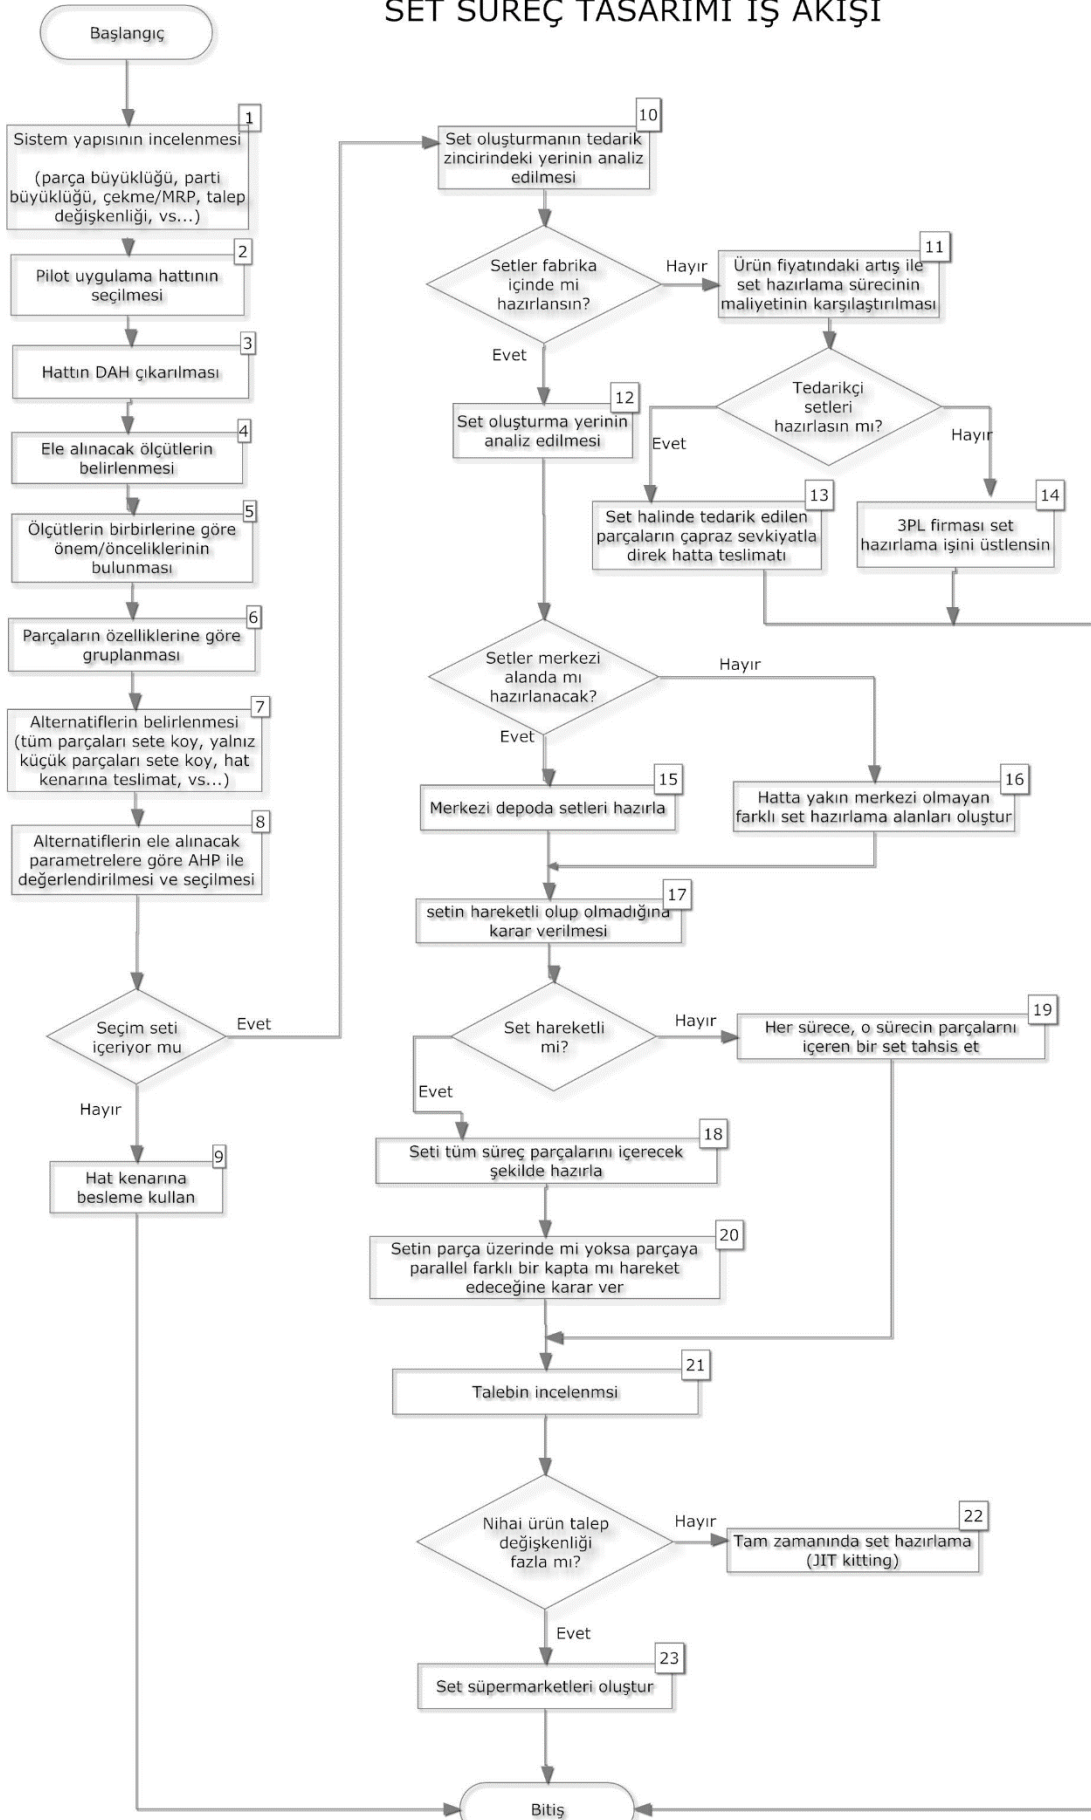 SET SÜREÇ TASARIMI İŞ AKIŞI
Başlangıç
1
Sistem yapısının incelenmesi
(parça büyüklüğü, parti
büyüklüğü, çekme/MRP, talep
değişkenliği, vs...)
2
Pilot uygulama hattının
seçilmesi
3
Hattın DAH çıkarılması
4
Ele alınacak ölçütlerin
belirlenmesi
5
Ölçütlerin birbirlerine göre
önem/önceliklerinin
bulunması
6
Parçaların özelliklerine göre
gruplanması
7
Alternatiflerin belirlenmesi
(tüm parçaları sete koy, yalnız
küçük parçaları sete koy, hat
kenarına teslimat, vs...)
8
Alternatiflerin ele alınacak
parametrelere göre AHP ile
değerlendirilmesi ve seçilmesi
Seçim seti
içeriyor mu
Evet
Hayır
9
Hat kenarına
besleme kullan
10
Set oluşturmanın tedarik
zincirindeki yerinin analiz
edilmesi
Setler fabrika
içinde mi
hazırlansın?
Hayır
Evet
11
Ürün fiyatındaki artış ile
set hazırlama sürecinin
maliyetinin karşılaştırılması
Tedarikçi
setleri
hazırlasın mı?
Evet
Hayır
12
Set oluşturma yerinin
analiz edilmesi
13
Set halinde tedarik edilen
parçaların çapraz sevkiyatla
direk hatta teslimatı
14
3PL firması set
hazırlama işini üstlensin
Setler merkezi
alanda mı
hazırlanacak?
Hayır
Evet
15
Merkezi depoda setleri hazırla
16
Hatta yakın merkezi olmayan
farklı set hazırlama alanları oluştur
17
setin hareketli olup olmadığına
karar verilmesi
Set hareketli
mi?
Hayır
Evet
19
Her sürece, o sürecin parçalarnı
içeren bir set tahsis et
18
Seti tüm süreç parçalarını içerecek
şekilde hazırla
20
Setin parça üzerinde mi yoksa parçaya
parallel farklı bir kapta mı hareket
edeceğine karar ver
21
Talebin incelenmsi
Nihai ürün talep
değişkenliği
fazla mı?
Hayır
Evet
22
Tam zamanında set hazırlama
(JIT kitting)
23
Set süpermarketleri oluştur
Bitiş